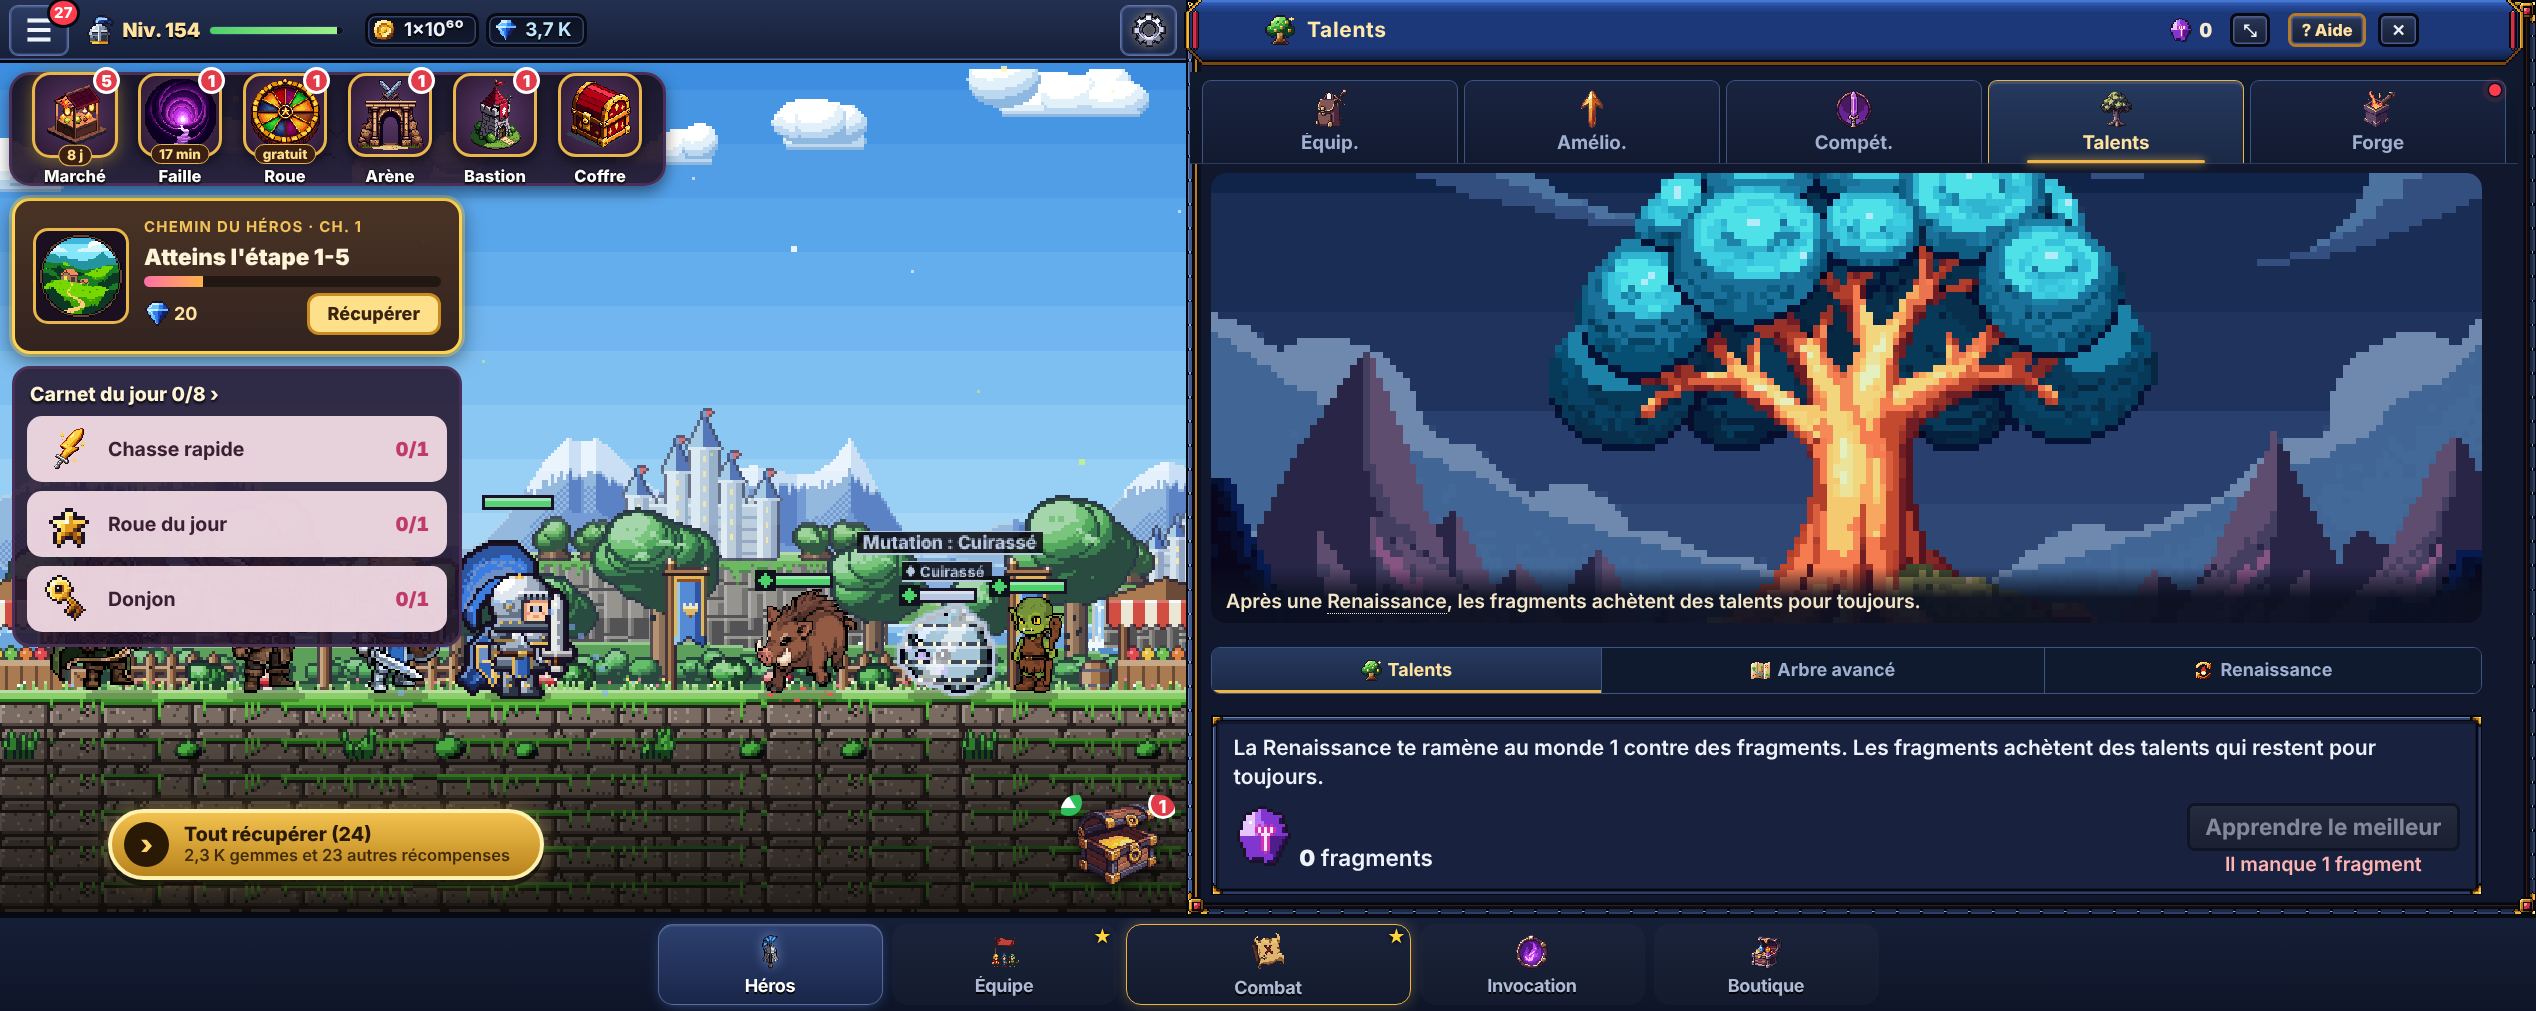 27
Niv. 154
1×10⁶⁰
3,7 K
5
8 j
Marché
1
17 min
Faille
1
gratuit
Roue
1
Arène
1
Bastion
Coffre
CHEMIN DU HÉROS · CH. 1
Atteins l'étape 1-5
20
Récupérer
Carnet du jour 0/8 ›
Chasse rapide 0/1
Roue du jour 0/1
Donjon 0/1
Mutation : Cuirassé
Cuirassé
Tout récupérer (24)
2,3 K gemmes et 23 autres récompenses
1
Talents
0
? Aide
Équip.
Amélio.
Compét.
Talents
Forge
Après une Renaissance, les fragments achètent des talents pour toujours.
Talents
Arbre avancé
Renaissance
La Renaissance te ramène au monde 1 contre des fragments. Les fragments achètent des talents qui restent pour
toujours.
0 fragments
Apprendre le meilleur
Il manque 1 fragment
Héros
Équipe
Combat
Invocation
Boutique